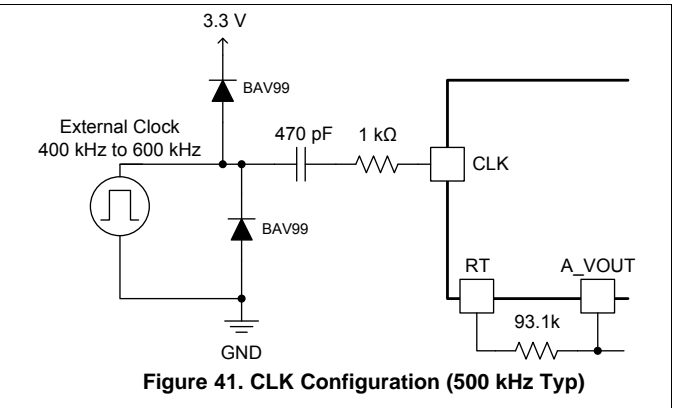 3.3 V
BAV99
External Clock
400 kHz to 600 kHz
470 pF
1 kΩ
CLK
BAV99
RT
A_VOUT
93.1k
GND
Figure 41. CLK Configuration (500 kHz Typ)